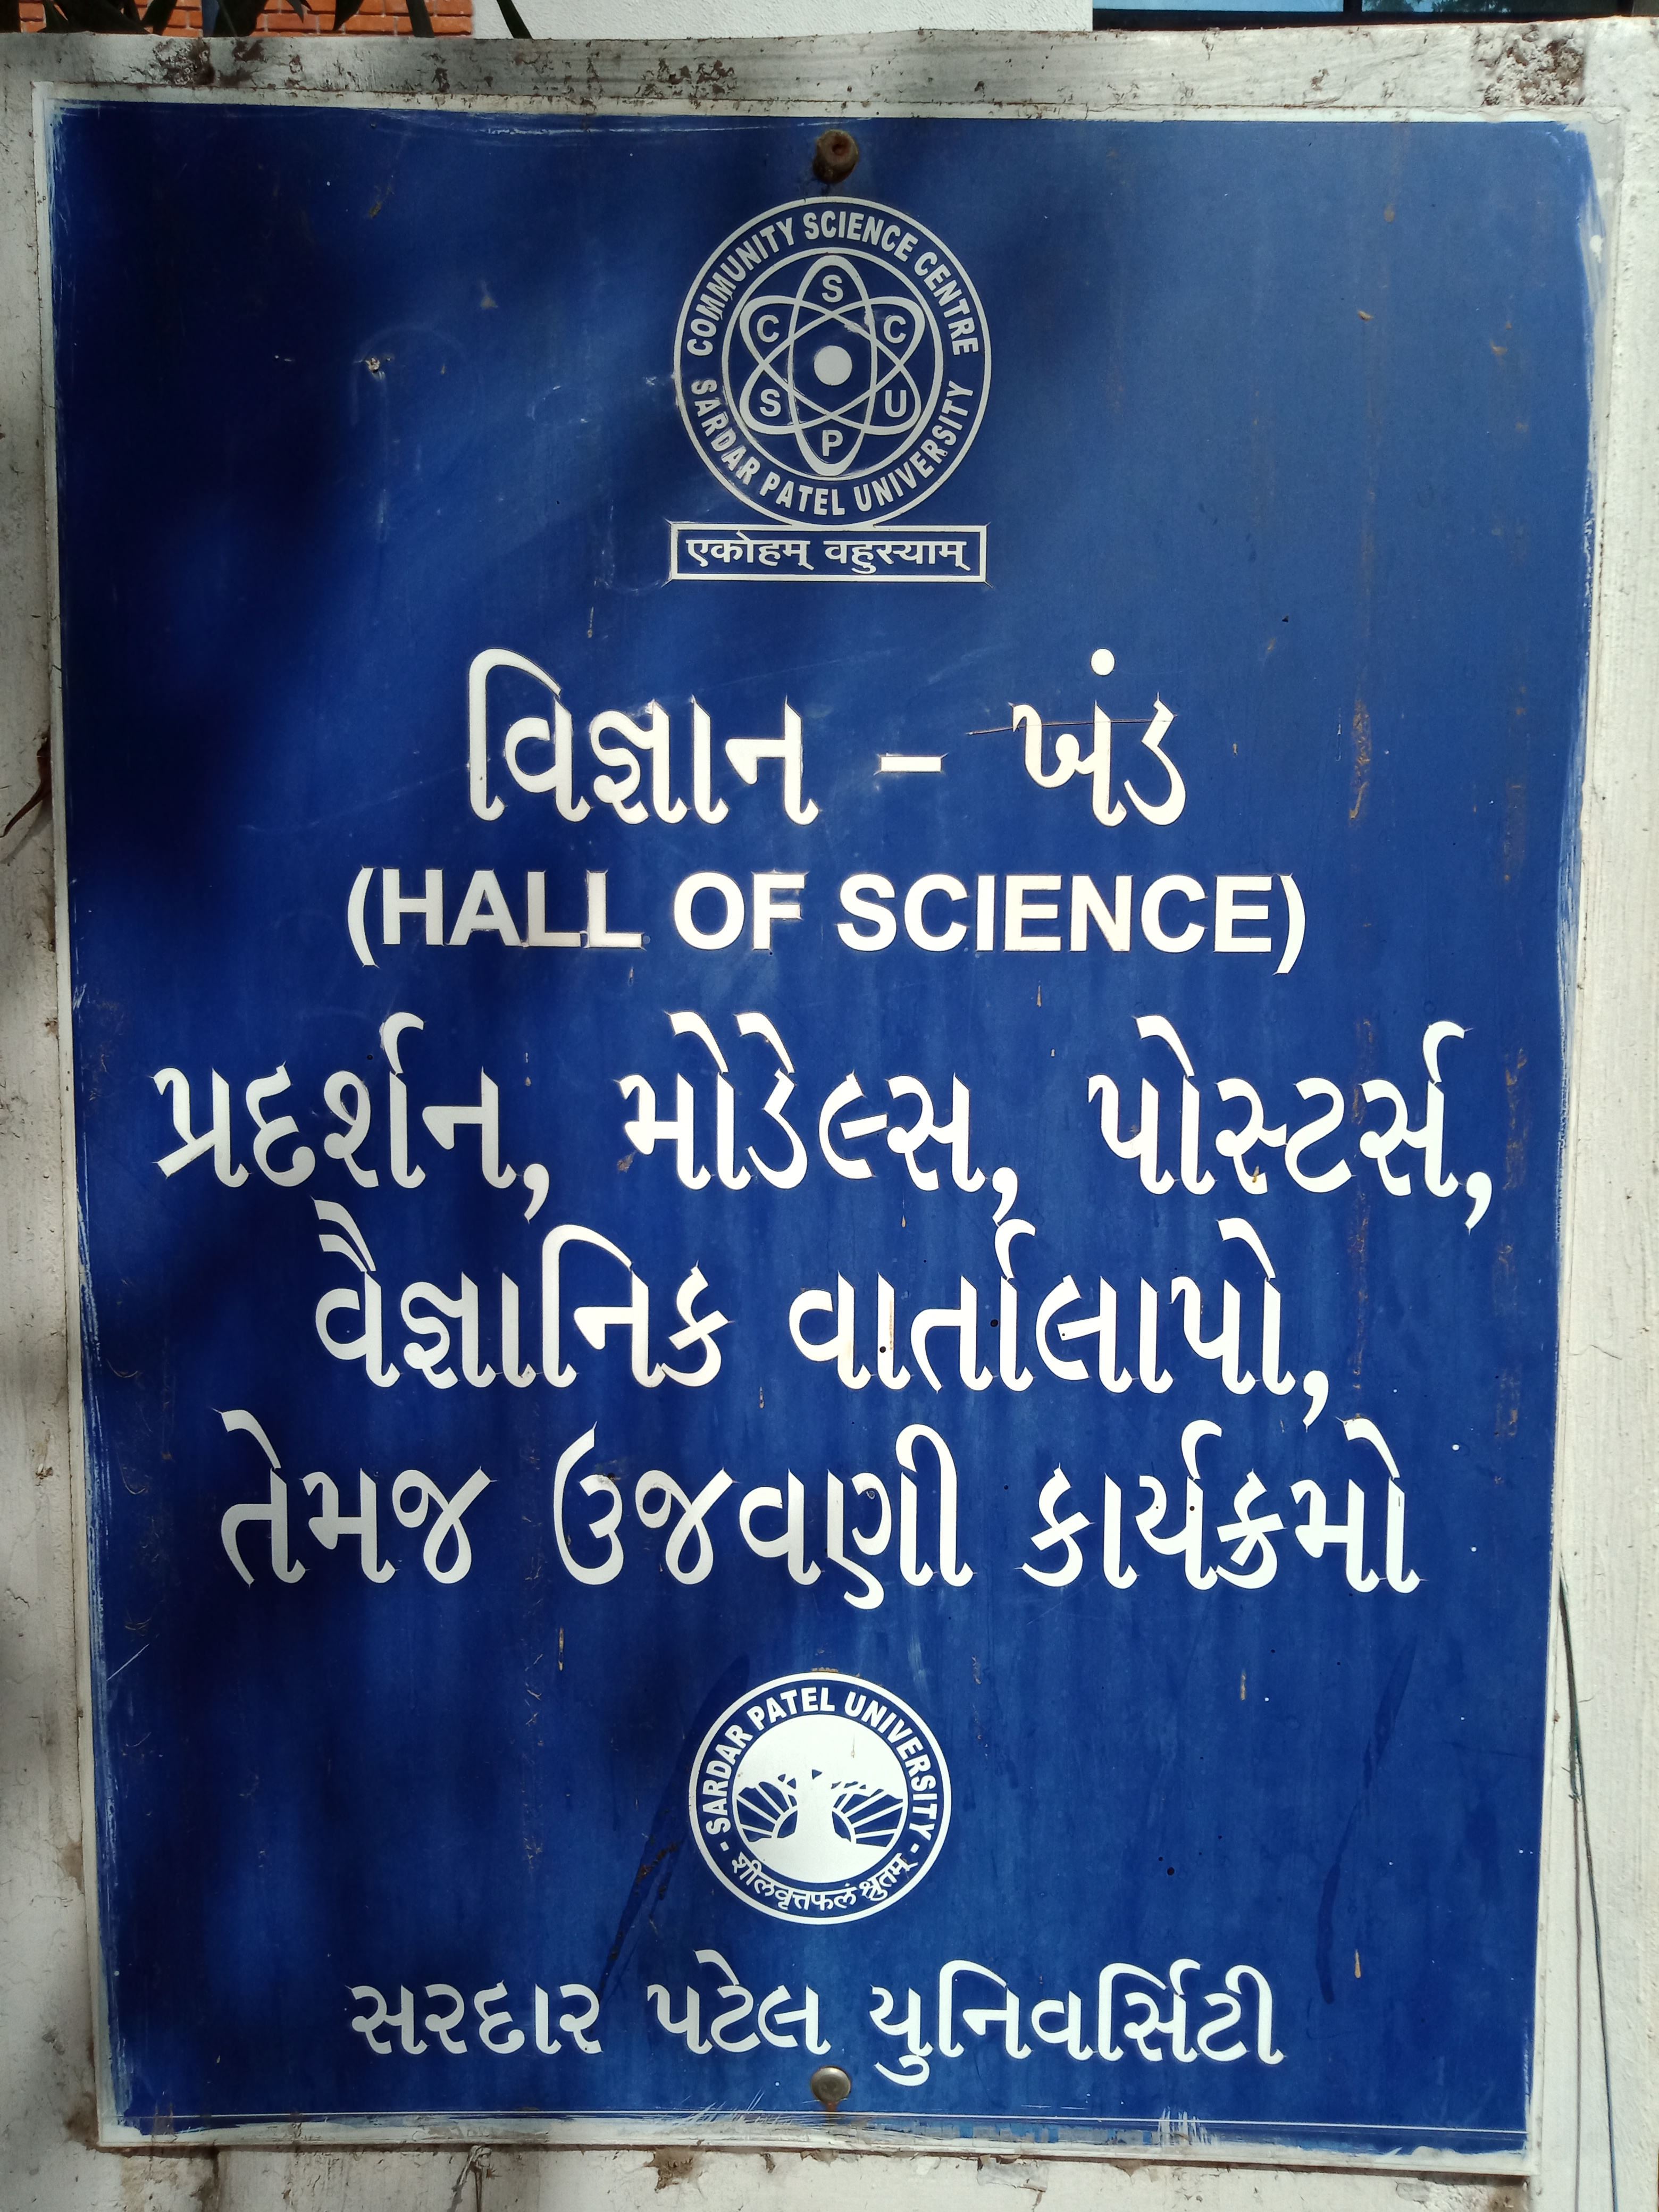 COMMUNITY SCIENCE CENTRE
S
C C
S U
P
SARDAR PATEL UNIVERSITY
एकोहम् वहुस्याम्
વિજ્ઞાન - ખંડ
(HALL OF SCIENCE)
પ્રદર્શન, મોડેલ્સ, પોસ્ટર્સ,
વૈજ્ઞાનિક વાર્તાલાપો,
તેમજ ઉજવણી કાર્યક્રમો
SARDAR PATEL UNIVERSITY
शीलवृत्तफलं श्रुतम्
સરદાર પટેલ યુનિવર્સિટી